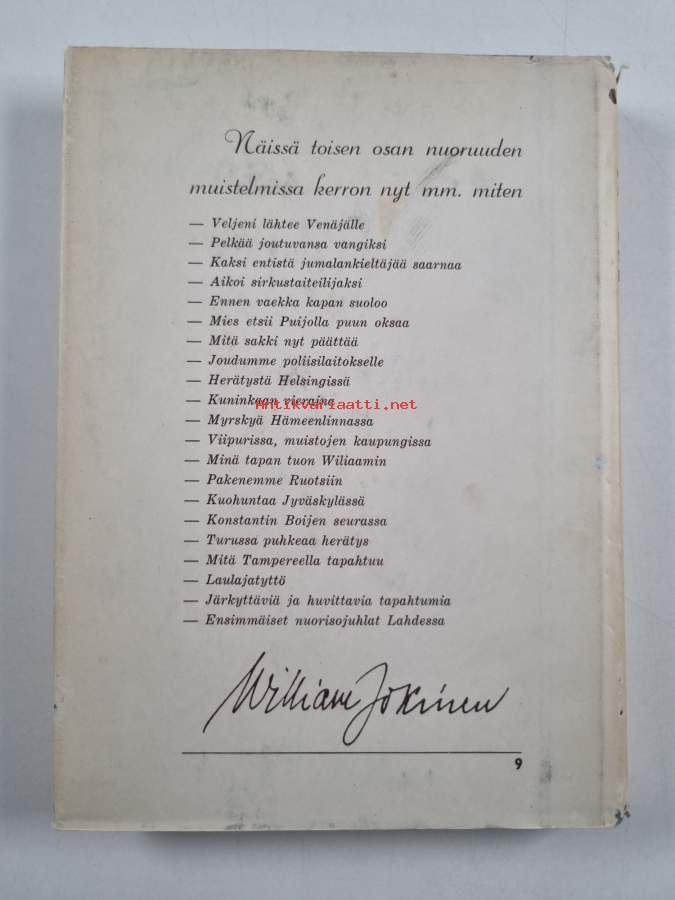 Näissä toisen osan nuoruuden
muistelmissa kerron nyt mm. miten
— Veljeni lähtee Venäjälle
— Pelkää joutuvansa vangiksi
— Kaksi entistä jumalankieltäjää saarnaa
— Aikoi sirkustaiteilijaksi
— Ennen vaekka kapan suoloo
— Mies etsii Puijolla puun oksaa
— Mitä sakki nyt päättää
— Joudumme poliisilaitokselle
— Herätystä Helsingissä
— Kuninkaan vieraina
Antikvariaatti.net
— Myrskyä Hämeenlinnassa
— Viipurissa, muistojen kaupungissa
— Minä tapan tuon Wiliaamin
— Pakenemme Ruotsiin
— Kuohuntaa Jyväskylässä
— Konstantin Boijen seurassa
— Turussa puhkeaa herätys
— Mitä Tampereella tapahtuu
— Laulajatyttö
— Järkyttäviä ja huvittavia tapahtumia
— Ensimmäiset nuorisojuhlat Lahdessa
William Jokinen
9